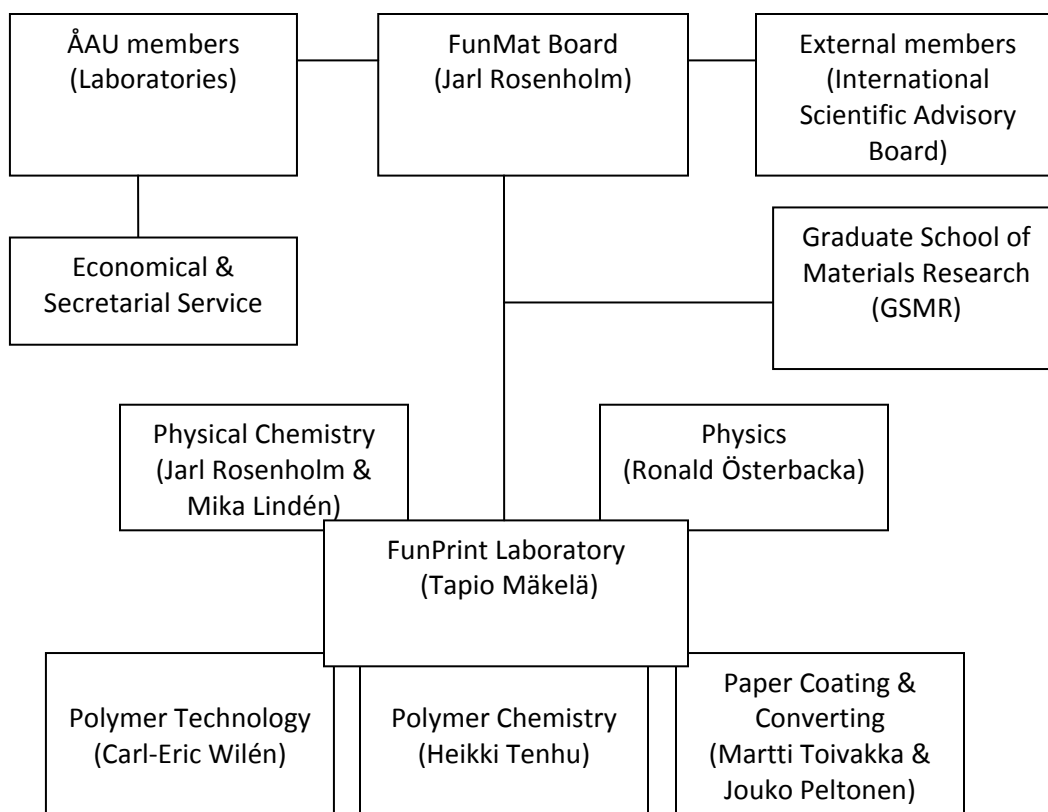 ÅAU members
(Laboratories)
FunMat Board
(Jarl Rosenholm)
External members
(International
Scientific Advisory
Board)
Economical &
Secretarial Service
Graduate School of
Materials Research
(GSMR)
Physical Chemistry
(Jarl Rosenholm &
Mika Lindén)
Physics
(Ronald Österbacka)
FunPrint Laboratory
(Tapio Mäkelä)
Polymer Technology
(Carl-Eric Wilén)
Polymer Chemistry
(Heikki Tenhu)
Paper Coating &
Converting
(Martti Toivakka &
Jouko Peltonen)